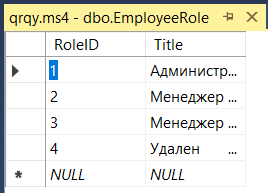 qrqy.ms4 - dbo.EmployeeRole
RoleID Title
1 Администр...
2 Менеджер ...
3 Менеджер ...
4 Удален ...
* NULL NULL